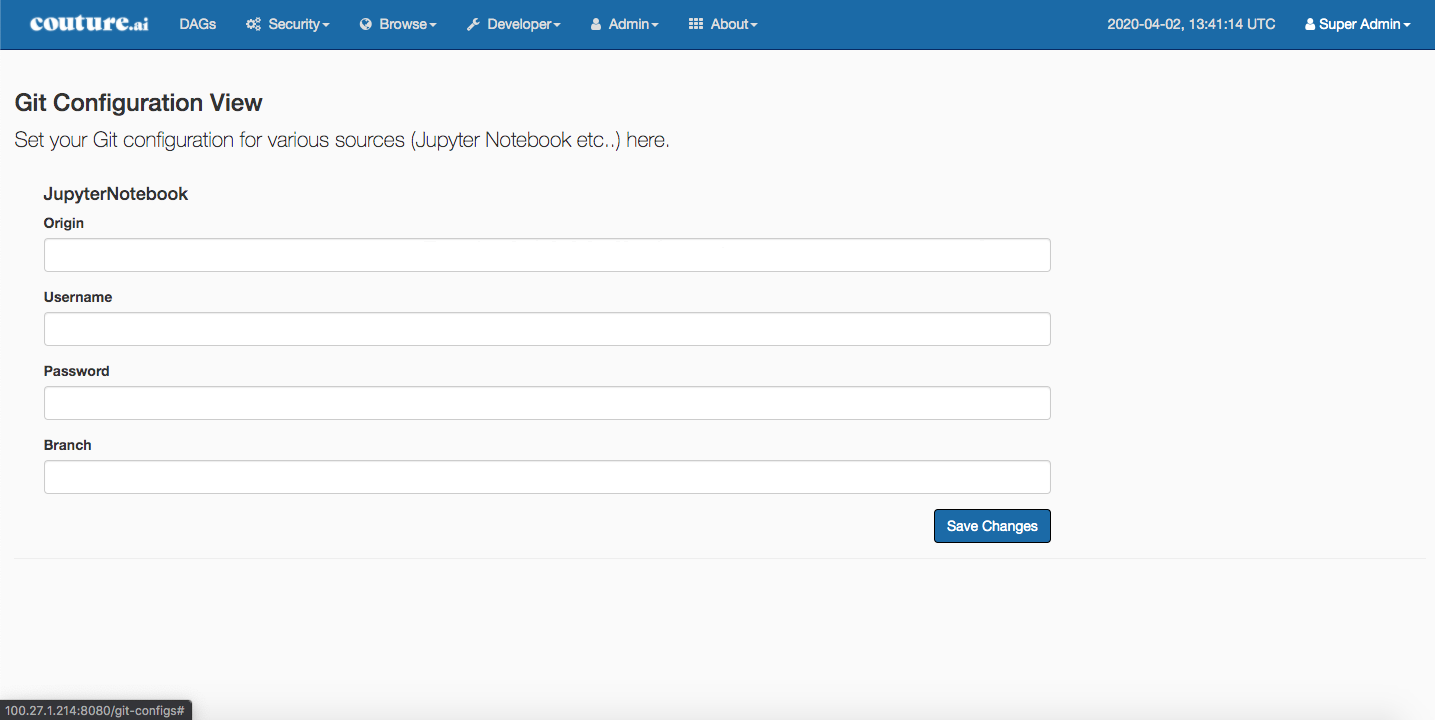 couture.ai DAGs Security Browse Developer Admin About 2020-04-02, 13:41:14 UTC Super Admin
Git Configuration View
Set your Git configuration for various sources (Jupyter Notebook etc..) here.
JupyterNotebook
Origin
Username
Password
Branch
Save Changes
100.27.1.214:8080/git-configs#